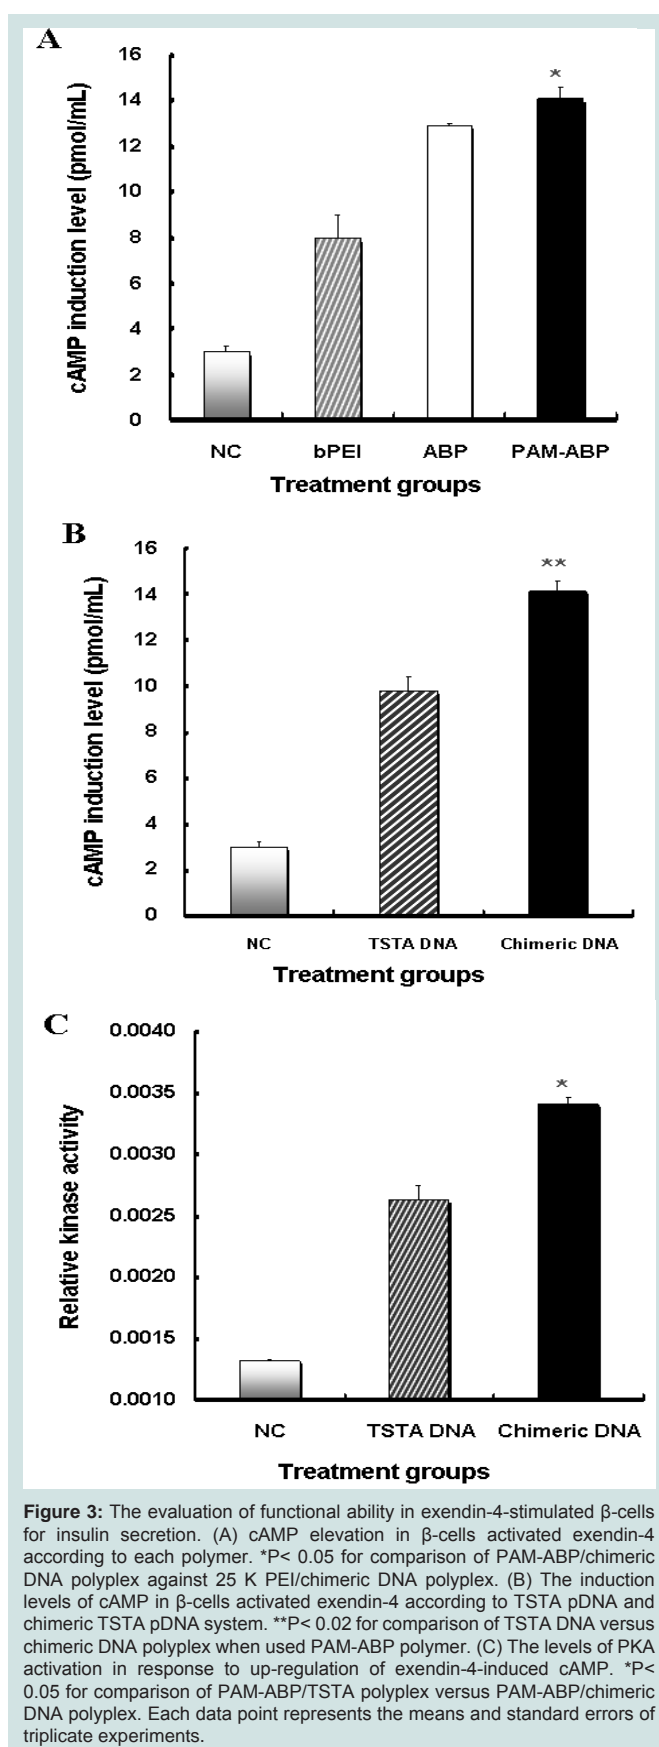 A
16
14
12
10
8
6
4
2
0
cAMP induction level (pmol/mL)
*
NC bPEI ABP PAM-ABP
Treatment groups
B
16
14
12
10
8
6
4
2
0
cAMP induction level (pmol/mL)
**
NC TSTA DNA Chimeric DNA
Treatment groups
C
0.0040
0.0035
0.0030
0.0025
0.0020
0.0015
0.0010
Relative kinase activity
*
NC TSTA DNA Chimeric DNA
Treatment groups
Figure 3: The evaluation of functional ability in exendin-4-stimulated β-cells
for insulin secretion. (A) cAMP elevation in β-cells activated exendin-4
according to each polymer. *P< 0.05 for comparison of PAM-ABP/chimeric
DNA polyplex against 25 K PEI/chimeric DNA polyplex. (B) The induction
levels of cAMP in β-cells activated exendin-4 according to TSTA pDNA and
chimeric TSTA pDNA system. **P< 0.02 for comparison of TSTA DNA versus
chimeric DNA polyplex when used PAM-ABP polymer. (C) The levels of PKA
activation in response to up-regulation of exendin-4-induced cAMP. *P<
0.05 for comparison of PAM-ABP/TSTA polyplex versus PAM-ABP/chimeric
DNA polyplex. Each data point represents the means and standard errors of
triplicate experiments.